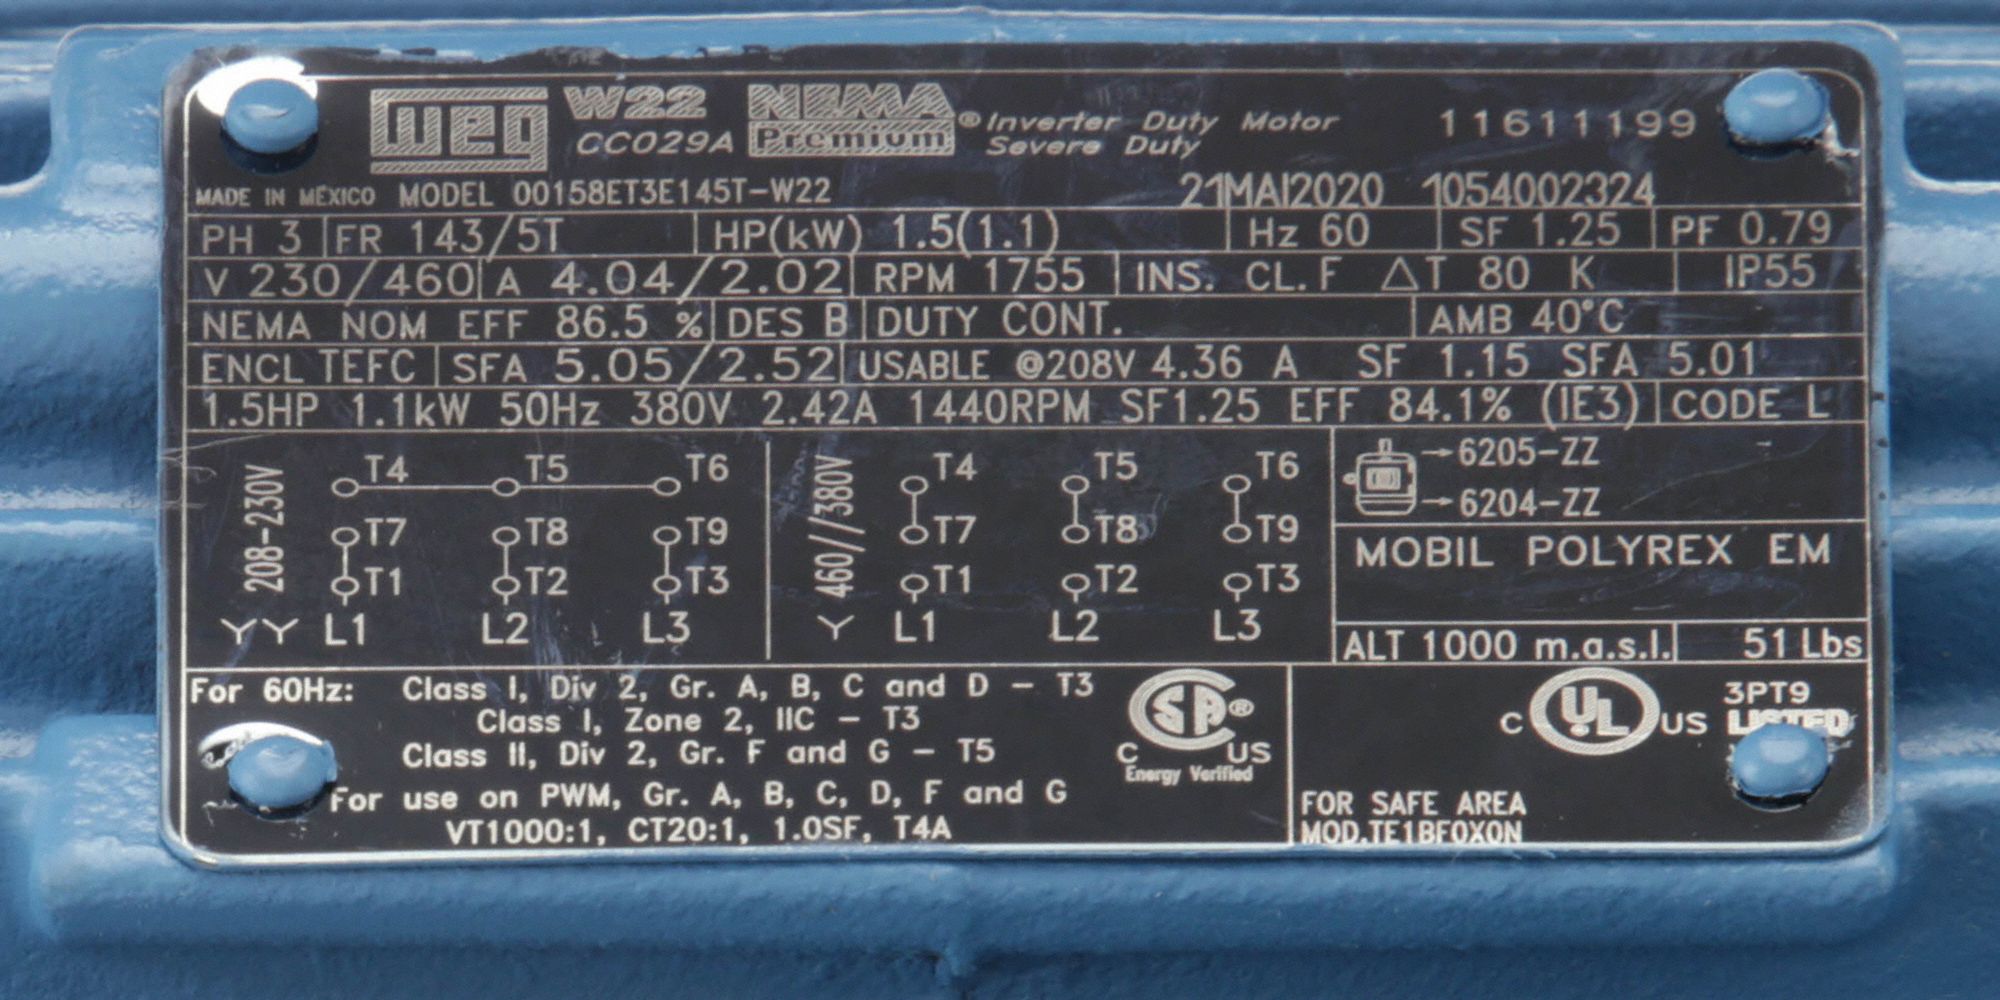 WEG W22 NEMA Premium® Inverter Duty Motor 11611199
CC029A Severe Duty
MADE IN MÉXICO MODEL 00158ET3E145T-W22 21MAI2020 1054002324
PH 3 FR 143/5T HP(kW) 1.5(1.1) Hz 60 SF 1.25 PF 0.79
V 230/460 A 4.04/2.02 RPM 1755 INS. CL. F ΔT 80 K IP55
NEMA NOM EFF 86.5 % DES B DUTY CONT. AMB 40°C
ENCL TEFC SFA 5.05/2.52 USABLE @208V 4.36 A SF 1.15 SFA 5.01
1.5HP 1.1kW 50Hz 380V 2.42A 1440RPM SF1.25 EFF 84.1% (IE3) CODE L
208-230V
T4 T5 T6
T7 T8 T9
T1 T2 T3
YY L1 L2 L3
460//380V
T4 T5 T6
T7 T8 T9
T1 T2 T3
Y L1 L2 L3
→6205-ZZ
→6204-ZZ
MOBIL POLYREX EM
ALT 1000 m.a.s.l. 51 Lbs
For 60Hz: Class I, Div 2, Gr. A, B, C and D - T3
Class I, Zone 2, IIC - T3
Class II, Div 2, Gr. F and G - T5
For use on PWM, Gr. A, B, C, D, F and G
VT1000:1, CT20:1, 1.0SF, T4A
CSA®
C US
Energy Verified
C UL US 3PT9
LISTED
FOR SAFE AREA
MOD.TE1BF0X0N